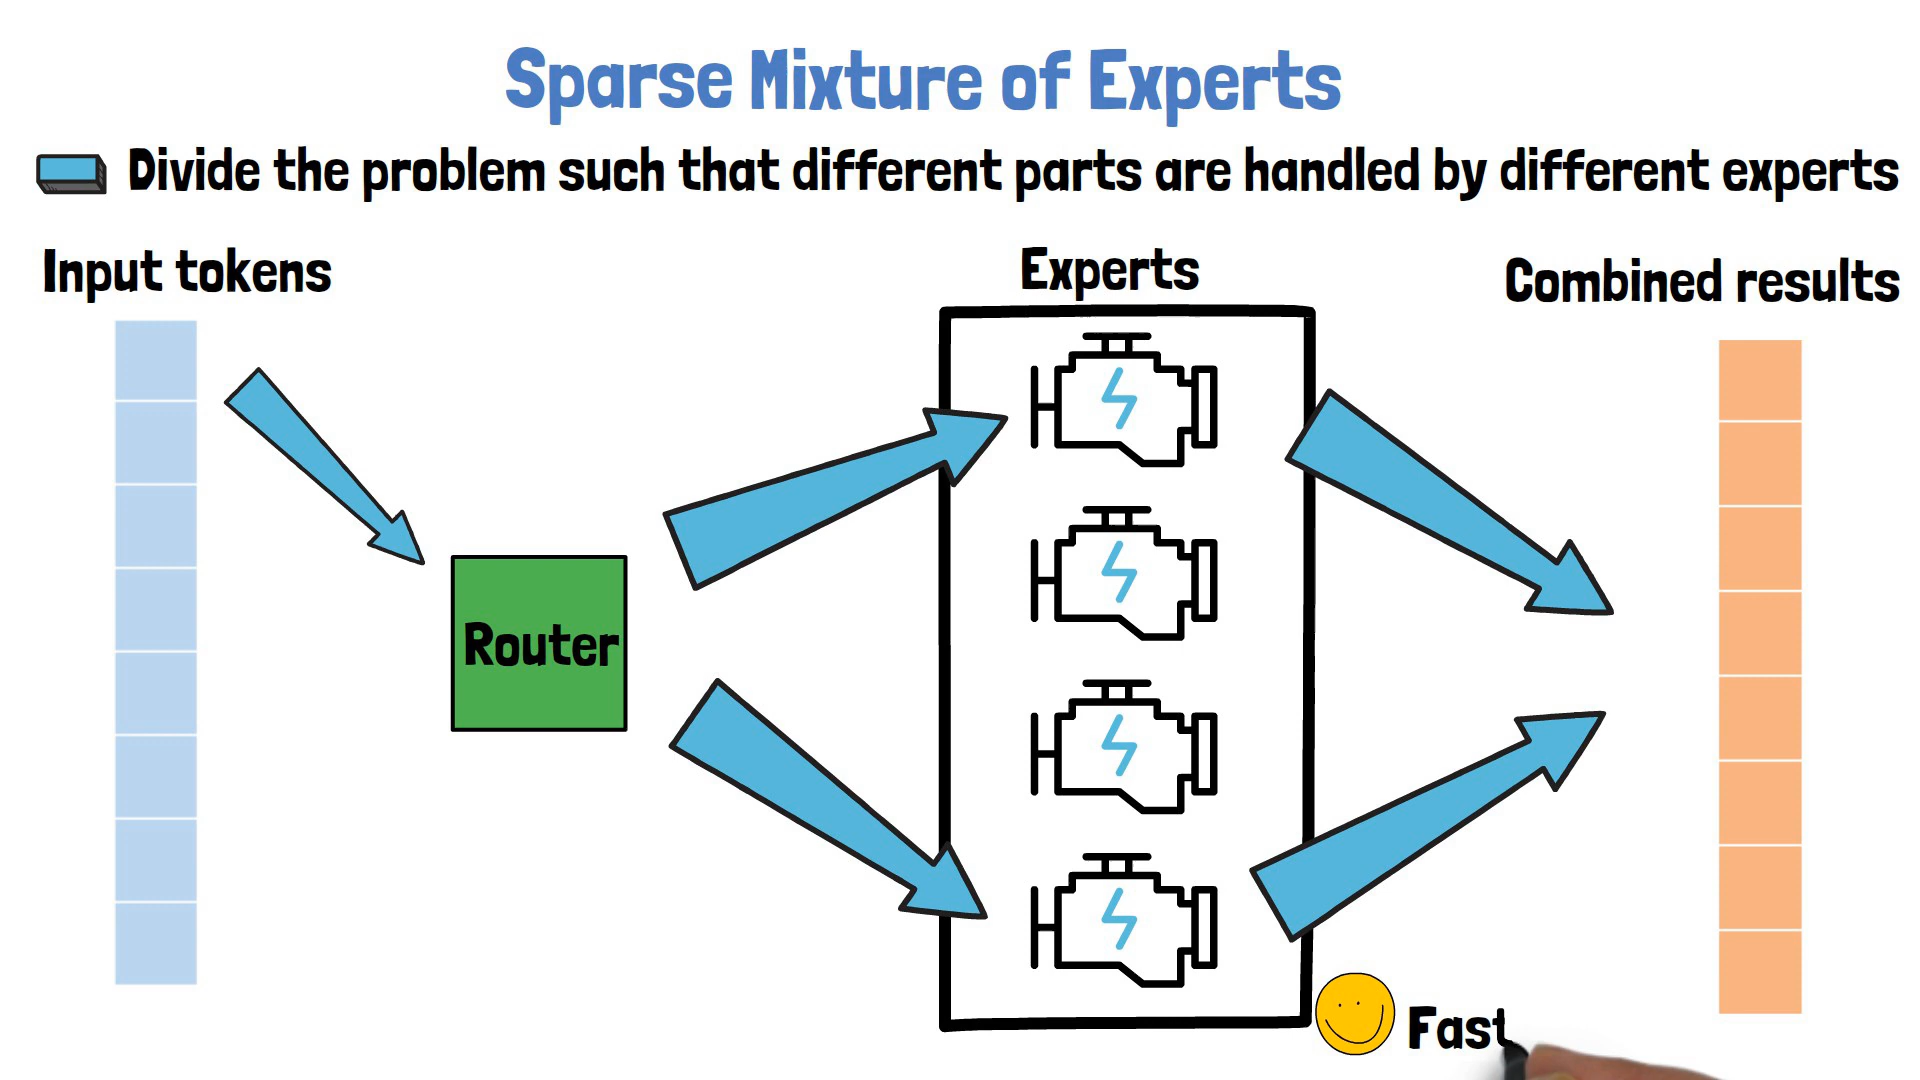 Sparse Mixture of Experts
Divide the problem such that different parts are handled by different experts
Input tokens
Experts
Combined results
Router
Fast